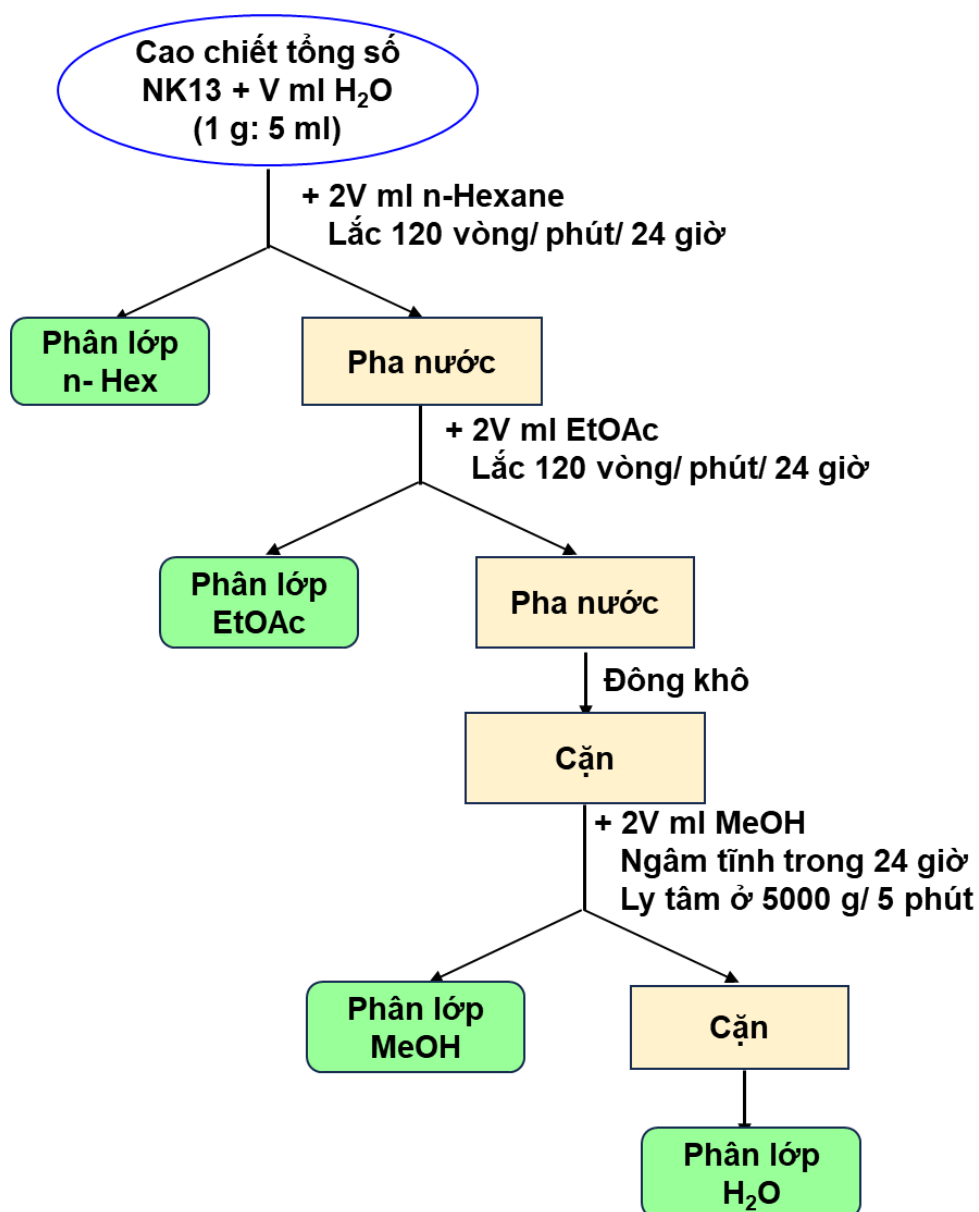 Cao chiết tổng số
NK13 + V ml H₂O
(1 g: 5 ml)
+ 2V ml n-Hexane
Lắc 120 vòng/ phút/ 24 giờ
Phân lớp
n- Hex
Pha nước
+ 2V ml EtOAc
Lắc 120 vòng/ phút/ 24 giờ
Phân lớp
EtOAc
Pha nước
Đông khô
Cặn
+ 2V ml MeOH
Ngâm tĩnh trong 24 giờ
Ly tâm ở 5000 g/ 5 phút
Phân lớp
MeOH
Cặn
Phân lớp
H₂O